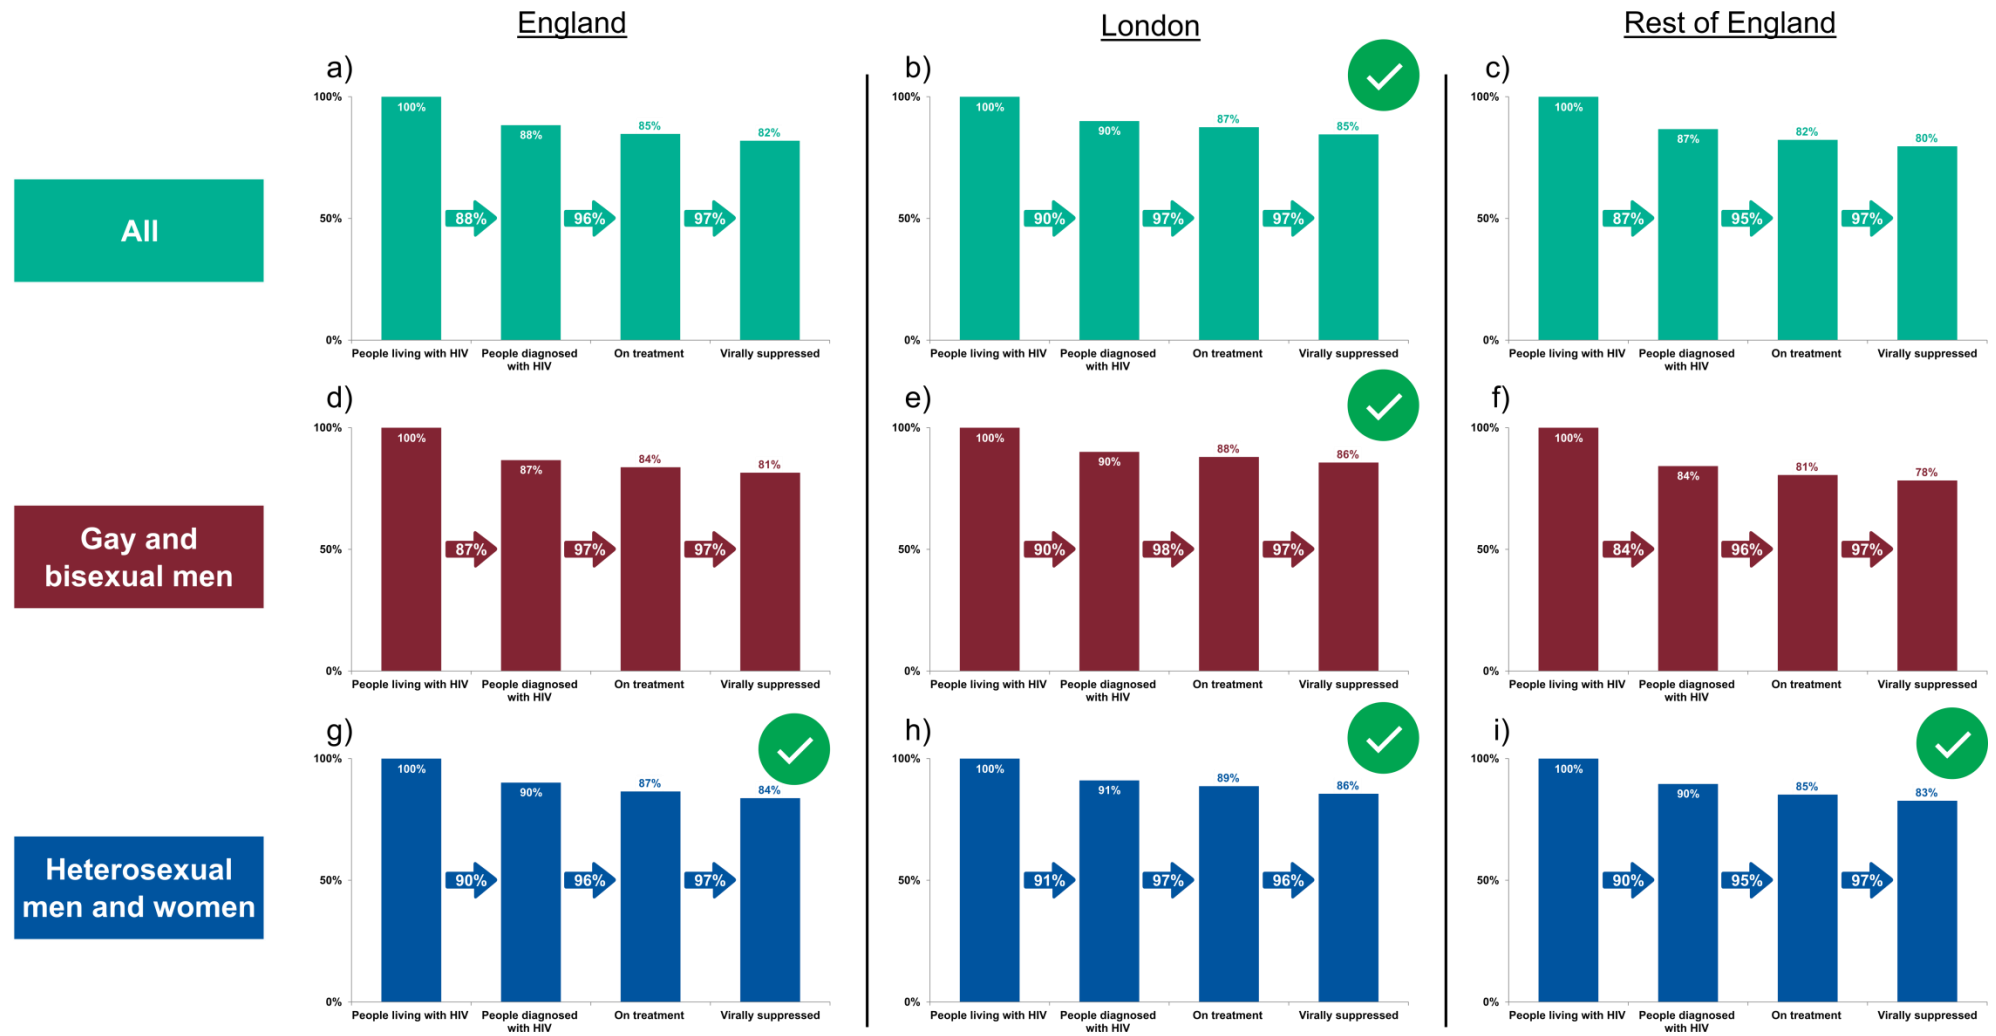 England
London
Rest of England
All
a)
100%
50%
0%
100%
88%
85%
82%
88%
96%
97%
People living with HIV
People diagnosed
with HIV
On treatment
Virally suppressed
b)
100%
50%
0%
100%
90%
87%
85%
90%
97%
97%
People living with HIV
People diagnosed
with HIV
On treatment
Virally suppressed
c)
100%
50%
0%
100%
87%
82%
80%
87%
95%
97%
People living with HIV
People diagnosed
with HIV
On treatment
Virally suppressed
Gay and
bisexual men
d)
100%
50%
0%
100%
87%
84%
81%
87%
97%
97%
People living with HIV
People diagnosed
with HIV
On treatment
Virally suppressed
e)
100%
50%
0%
100%
90%
88%
86%
90%
98%
97%
People living with HIV
People diagnosed
with HIV
On treatment
Virally suppressed
f)
100%
50%
0%
100%
84%
81%
78%
84%
96%
97%
People living with HIV
People diagnosed
with HIV
On treatment
Virally suppressed
Heterosexual
men and women
g)
100%
50%
0%
100%
90%
87%
84%
90%
96%
97%
People living with HIV
People diagnosed
with HIV
On treatment
Virally suppressed
h)
100%
50%
0%
100%
91%
89%
86%
91%
97%
96%
People living with HIV
People diagnosed
with HIV
On treatment
Virally suppressed
i)
100%
50%
0%
100%
90%
85%
83%
90%
95%
97%
People living with HIV
People diagnosed
with HIV
On treatment
Virally suppressed